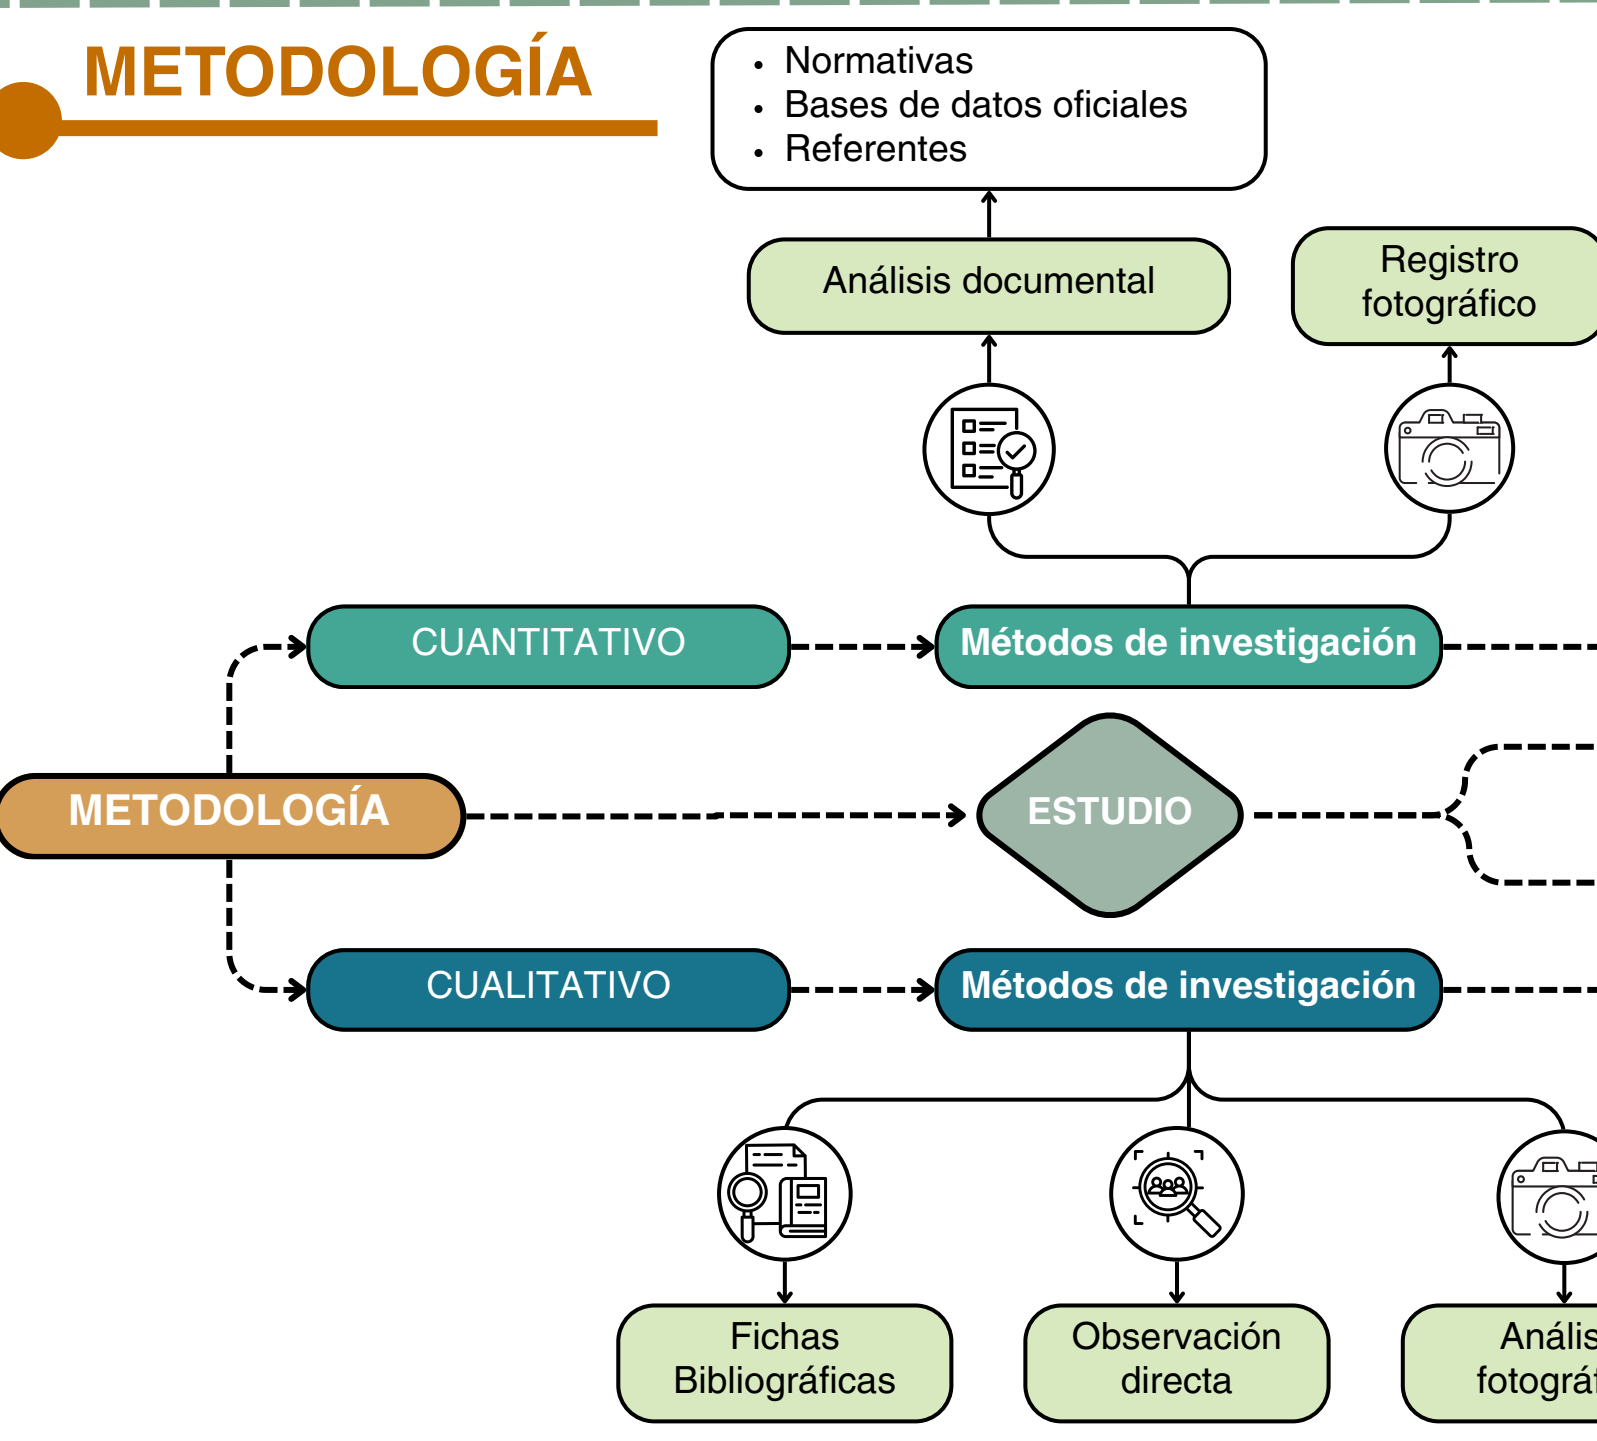 METODOLOGÍA
• Normativas
• Bases de datos oficiales
• Referentes
Análisis documental
Registro
fotográfico
CUANTITATIVO
Métodos de investigación
METODOLOGÍA
ESTUDIO
CUALITATIVO
Métodos de investigación
Fichas
Bibliográficas
Observación
directa